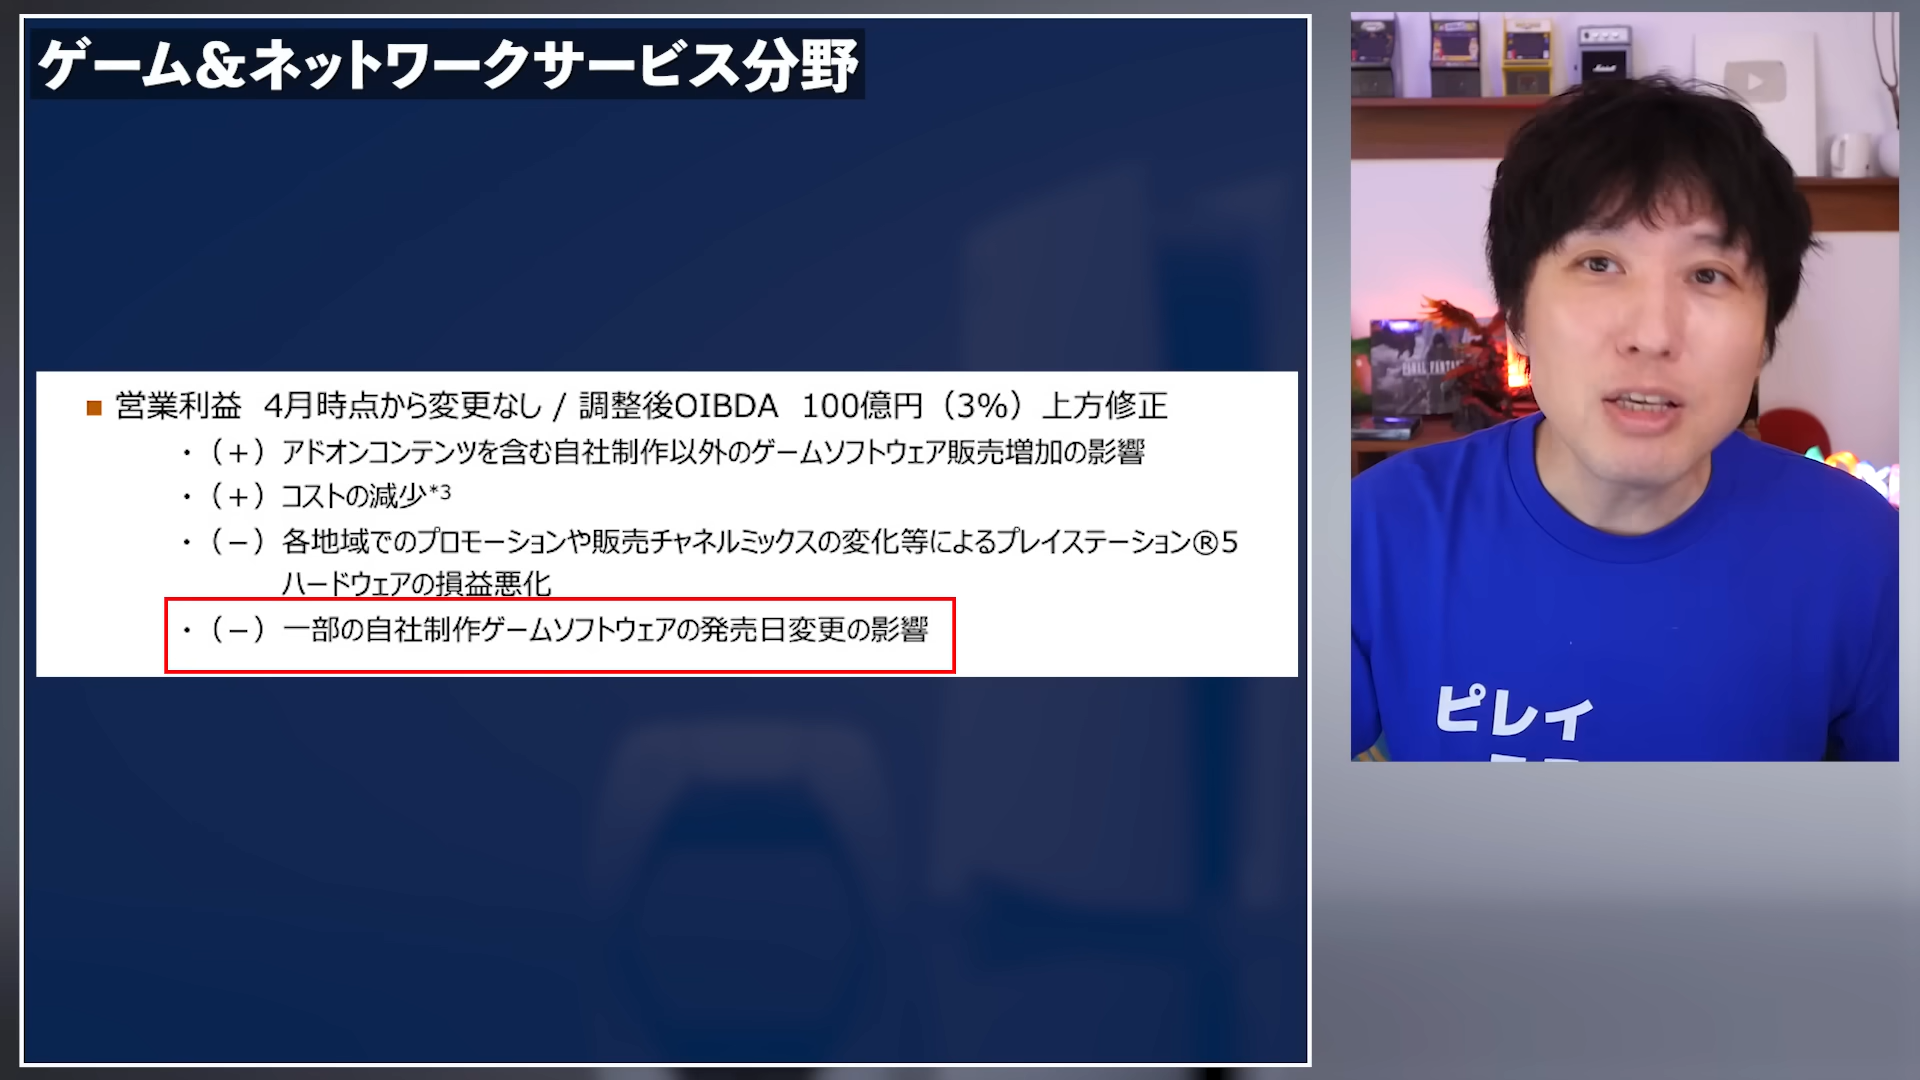 ゲーム&ネットワークサービス分野
■ 営業利益 4月時点から変更なし / 調整後OIBDA 100億円（3%）上方修正
・（＋）アドオンコンテンツを含む自社制作以外のゲームソフトウェア販売増加の影響
・（＋）コストの減少*3
・（－）各地域でのプロモーションや販売チャネルミックスの変化等によるプレイステーション®5
ハードウェアの損益悪化
・（－）一部の自社制作ゲームソフトウェアの発売日変更の影響
Marshall
FINAL FANTASY
ピレイ